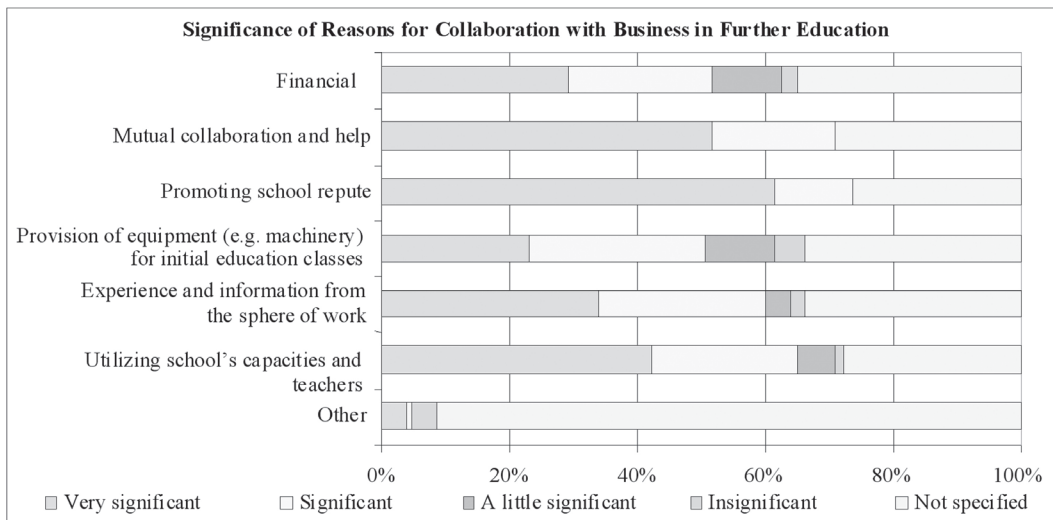 Significance of Reasons for Collaboration with Business in Further Education
Financial
Mutual collaboration and help
Promoting school repute
Provision of equipment (e.g. machinery)
for initial education classes
Experience and information from
the sphere of work
Utilizing school's capacities and
teachers
Other
0% 20% 40% 60% 80% 100%
Very significant Significant A little significant Insignificant Not specified